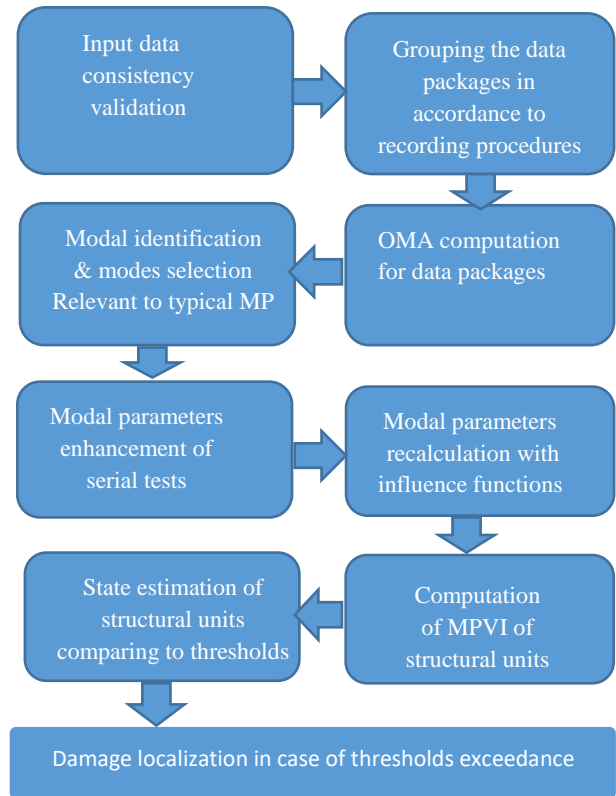 Input data
consistency
validation
Grouping the data
packages in
accordance to
recording procedures
OMA computation
for data packages
Modal identification
& modes selection
Relevant to typical MP
Modal parameters
enhancement of
serial tests
Modal parameters
recalculation with
influence functions
Computation
of MPVI of
structural units
State estimation of
structural units
comparing to thresholds
Damage localization in case of thresholds exceedance